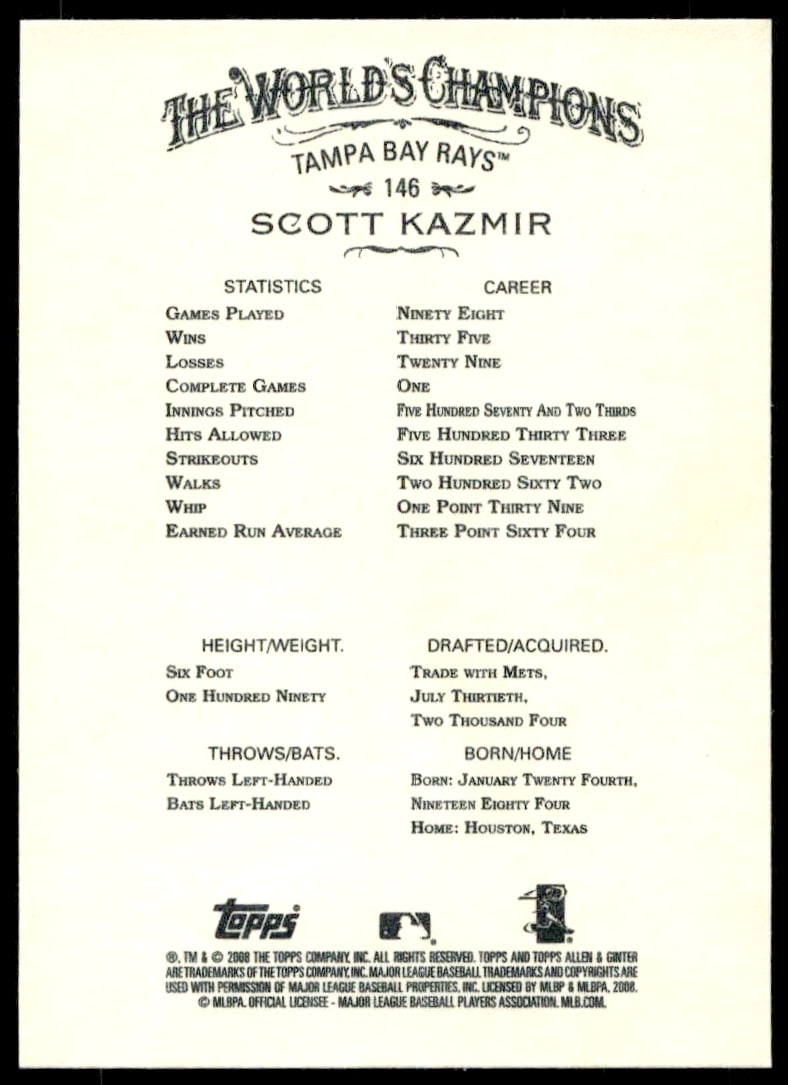 THE WORLD'S CHAMPIONS
TAMPA BAY RAYS™
146
SCOTT KAZMIR
STATISTICS CAREER
GAMES PLAYED NINETY EIGHT
WINS THIRTY FIVE
LOSSES TWENTY NINE
COMPLETE GAMES ONE
INNINGS PITCHED FIVE HUNDRED SEVENTY AND TWO THIRDS
HITS ALLOWED FIVE HUNDRED THIRTY THREE
STRIKEOUTS SIX HUNDRED SEVENTEEN
WALKS TWO HUNDRED SIXTY TWO
WHIP ONE POINT THIRTY NINE
EARNED RUN AVERAGE THREE POINT SIXTY FOUR
HEIGHT/WEIGHT.
SIX FOOT
ONE HUNDRED NINETY
DRAFTED/ACQUIRED.
TRADE WITH METS,
JULY THIRTIETH,
TWO THOUSAND FOUR
THROWS/BATS.
THROWS LEFT-HANDED
BATS LEFT-HANDED
BORN/HOME
BORN: JANUARY TWENTY FOURTH,
NINETEEN EIGHTY FOUR
HOME: HOUSTON, TEXAS
topps
®, TM & © 2008 THE TOPPS COMPANY, INC. ALL RIGHTS RESERVED. TOPPS AND TOPPS ALLEN & GINTER
ARE TRADEMARKS OF THE TOPPS COMPANY, INC. MAJOR LEAGUE BASEBALL TRADEMARKS AND COPYRIGHTS ARE
USED WITH PERMISSION OF MAJOR LEAGUE BASEBALL PROPERTIES, INC. LICENSED BY MLBP & MLBPA, 2008.
© MLBPA. OFFICIAL LICENSEE - MAJOR LEAGUE BASEBALL PLAYERS ASSOCIATION. MLB.COM.